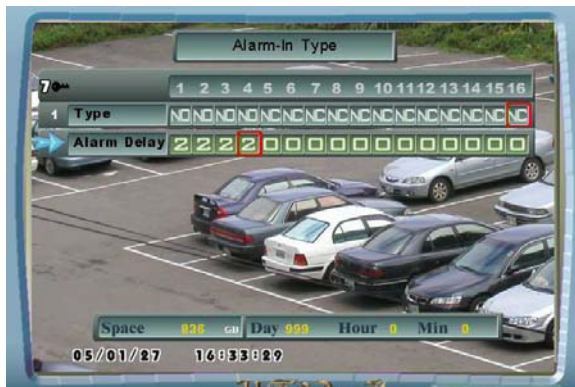 Alarm-In Type
7 1 2 3 4 5 6 7 8 9 10 11 12 13 14 15 16
1 Type NO NO NO NO NC NC NC NC NC NC NC NC NC NC NC NC
Alarm Delay 2 2 2 2 0 0 0 0 0 0 0 0 0 0 0 0
Space 836 GB Day 999 Hour 0 Min 0
05/01/27 16:33:29